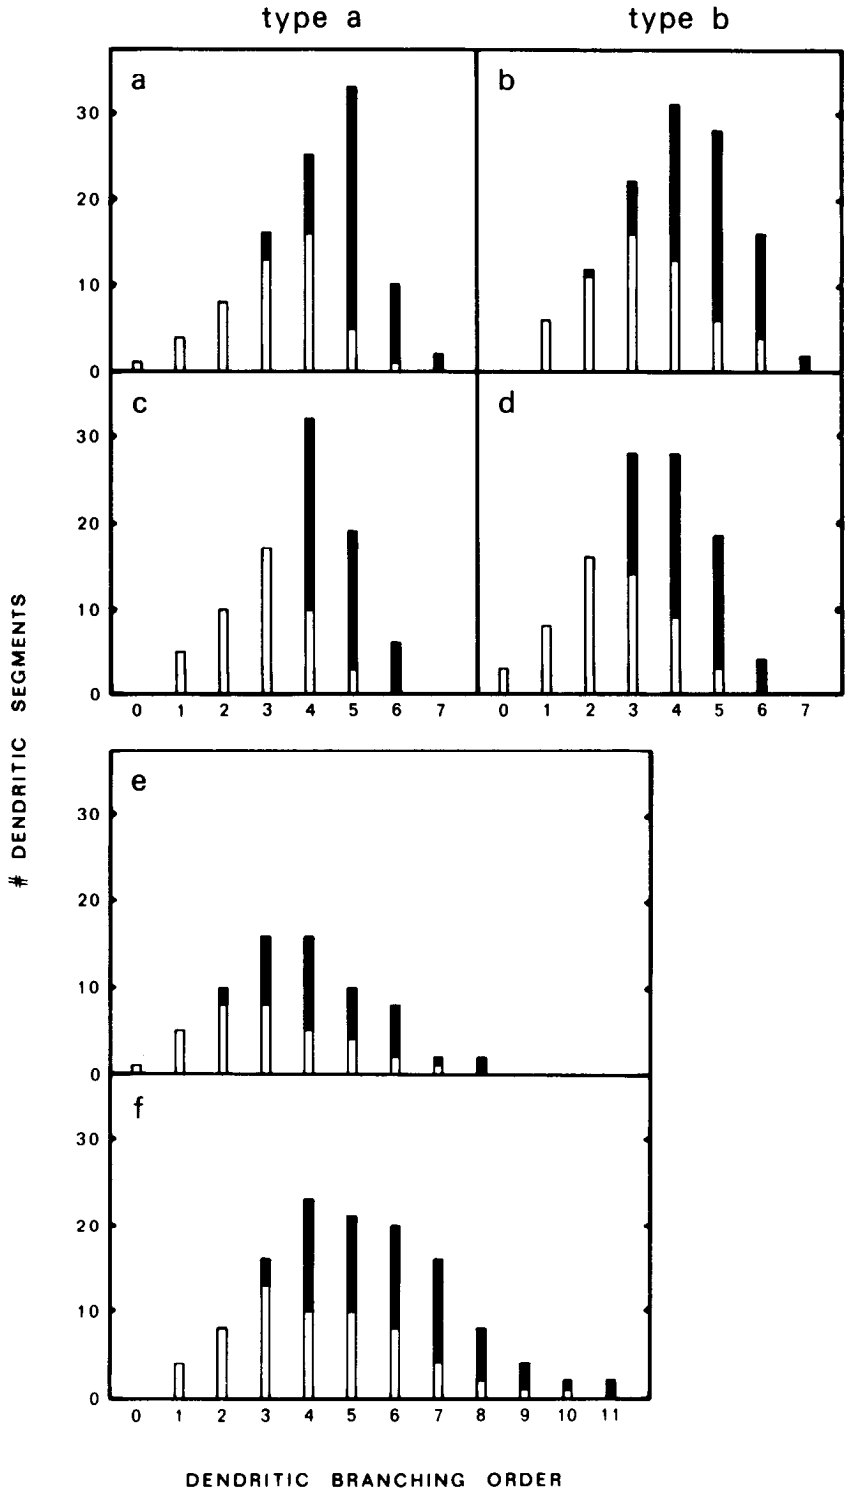 type a type b
a b
30
20
10
0
c d
30
20
10
0
0 1 2 3 4 5 6 7 0 1 2 3 4 5 6 7
# DENDRITIC SEGMENTS
e
30
20
10
0
f
30
20
10
0
0 1 2 3 4 5 6 7 8 9 10 11
DENDRITIC BRANCHING ORDER